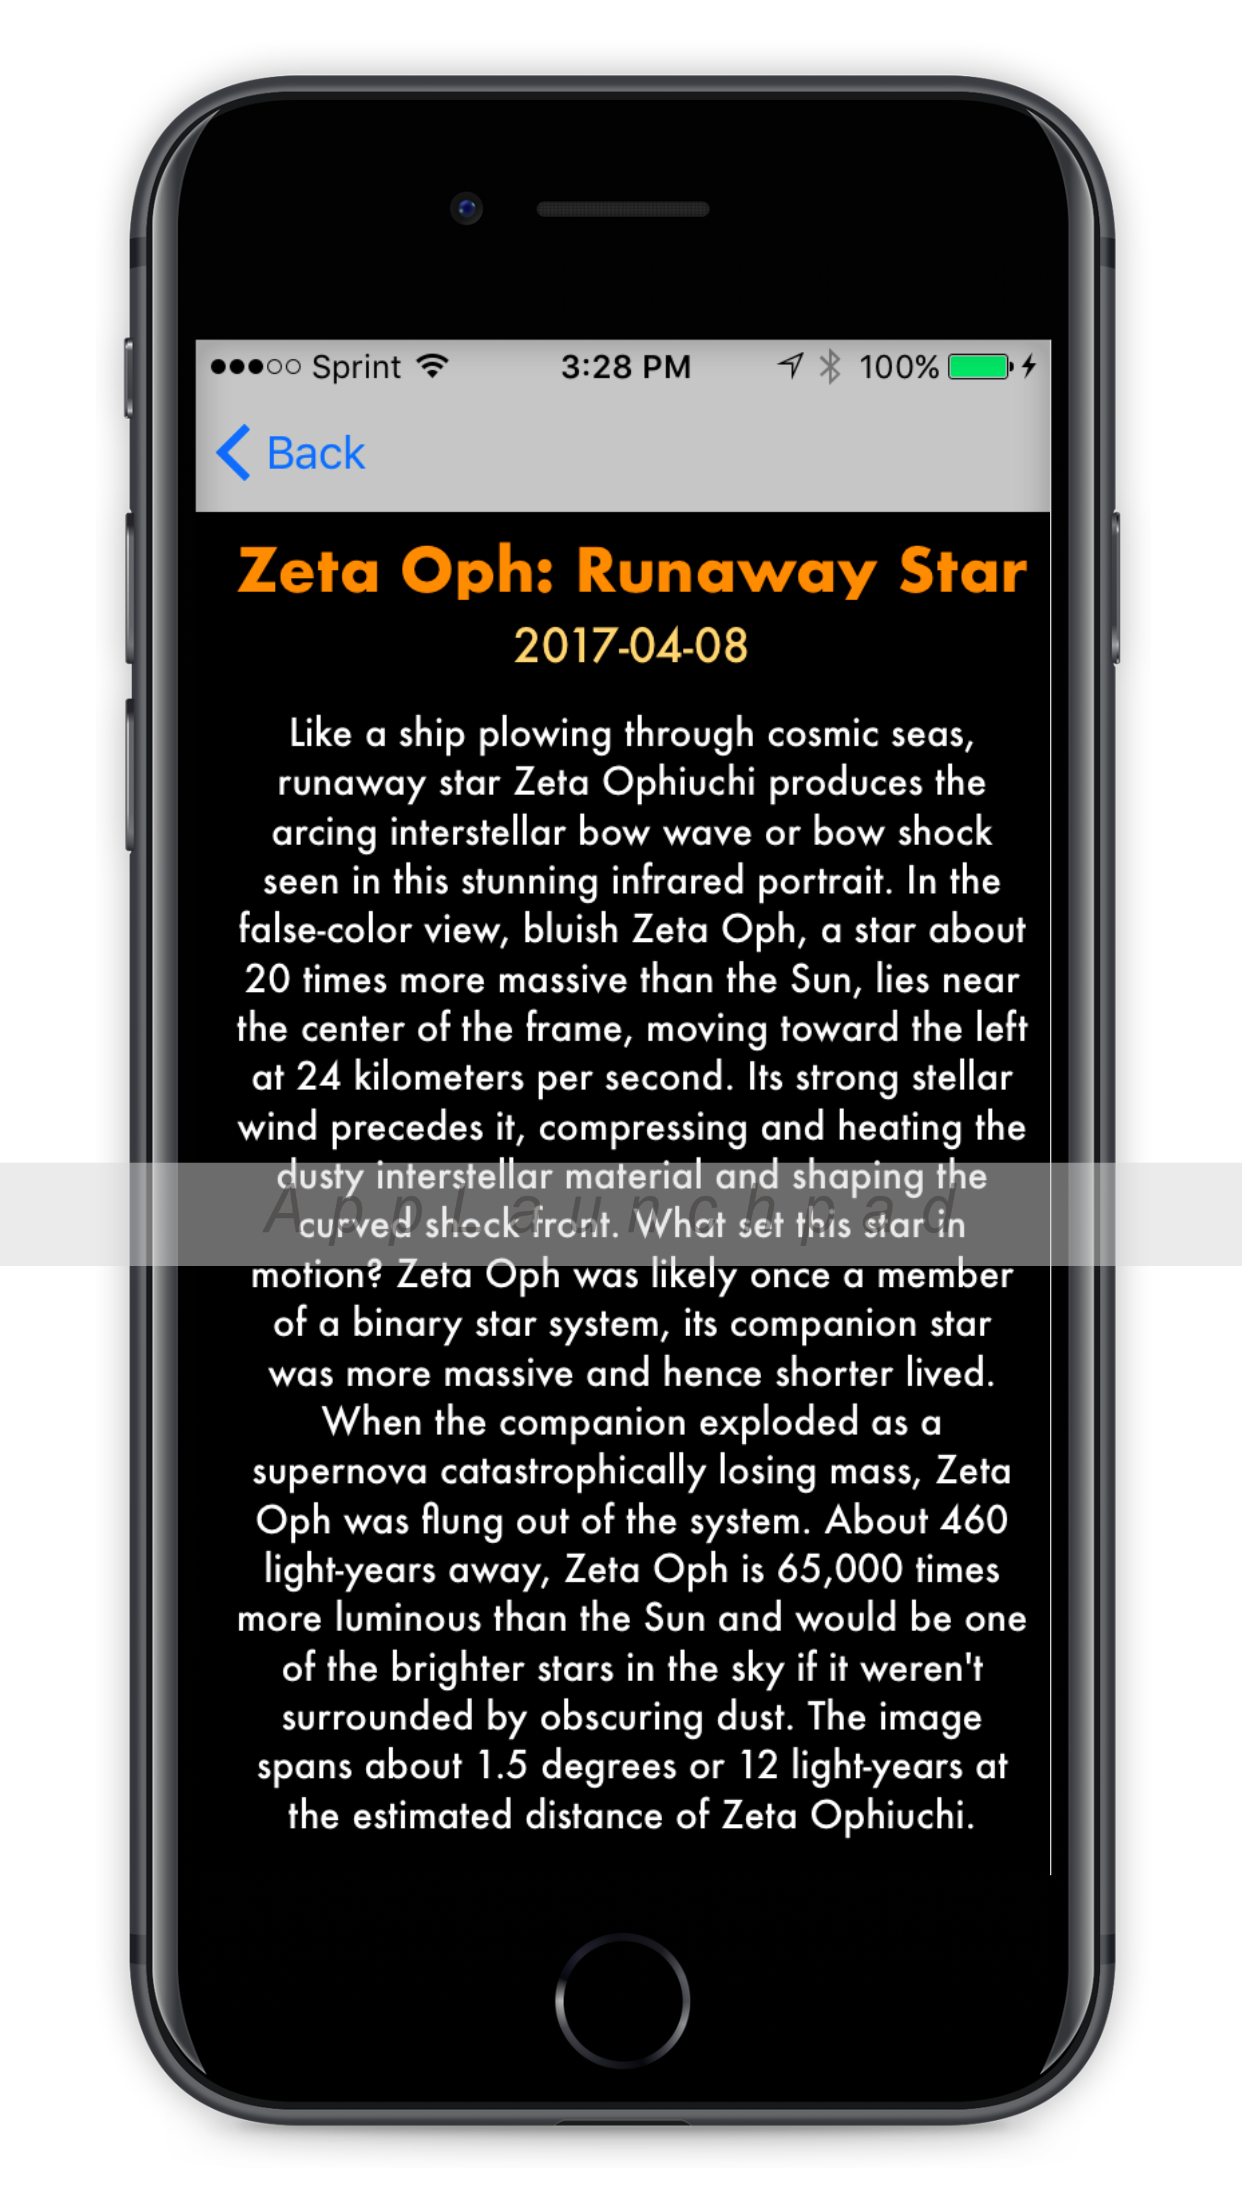 Sprint 3:28 PM 100%
Back
Zeta Oph: Runaway Star
2017-04-08
Like a ship plowing through cosmic seas,
runaway star Zeta Ophiuchi produces the
arcing interstellar bow wave or bow shock
seen in this stunning infrared portrait. In the
false-color view, bluish Zeta Oph, a star about
20 times more massive than the Sun, lies near
the center of the frame, moving toward the left
at 24 kilometers per second. Its strong stellar
wind precedes it, compressing and heating the
dusty interstellar material and shaping the
AppLaunchpad
curved shock front. What set this star in
motion? Zeta Oph was likely once a member
of a binary star system, its companion star
was more massive and hence shorter lived.
When the companion exploded as a
supernova catastrophically losing mass, Zeta
Oph was flung out of the system. About 460
light-years away, Zeta Oph is 65,000 times
more luminous than the Sun and would be one
of the brighter stars in the sky if it weren't
surrounded by obscuring dust. The image
spans about 1.5 degrees or 12 light-years at
the estimated distance of Zeta Ophiuchi.